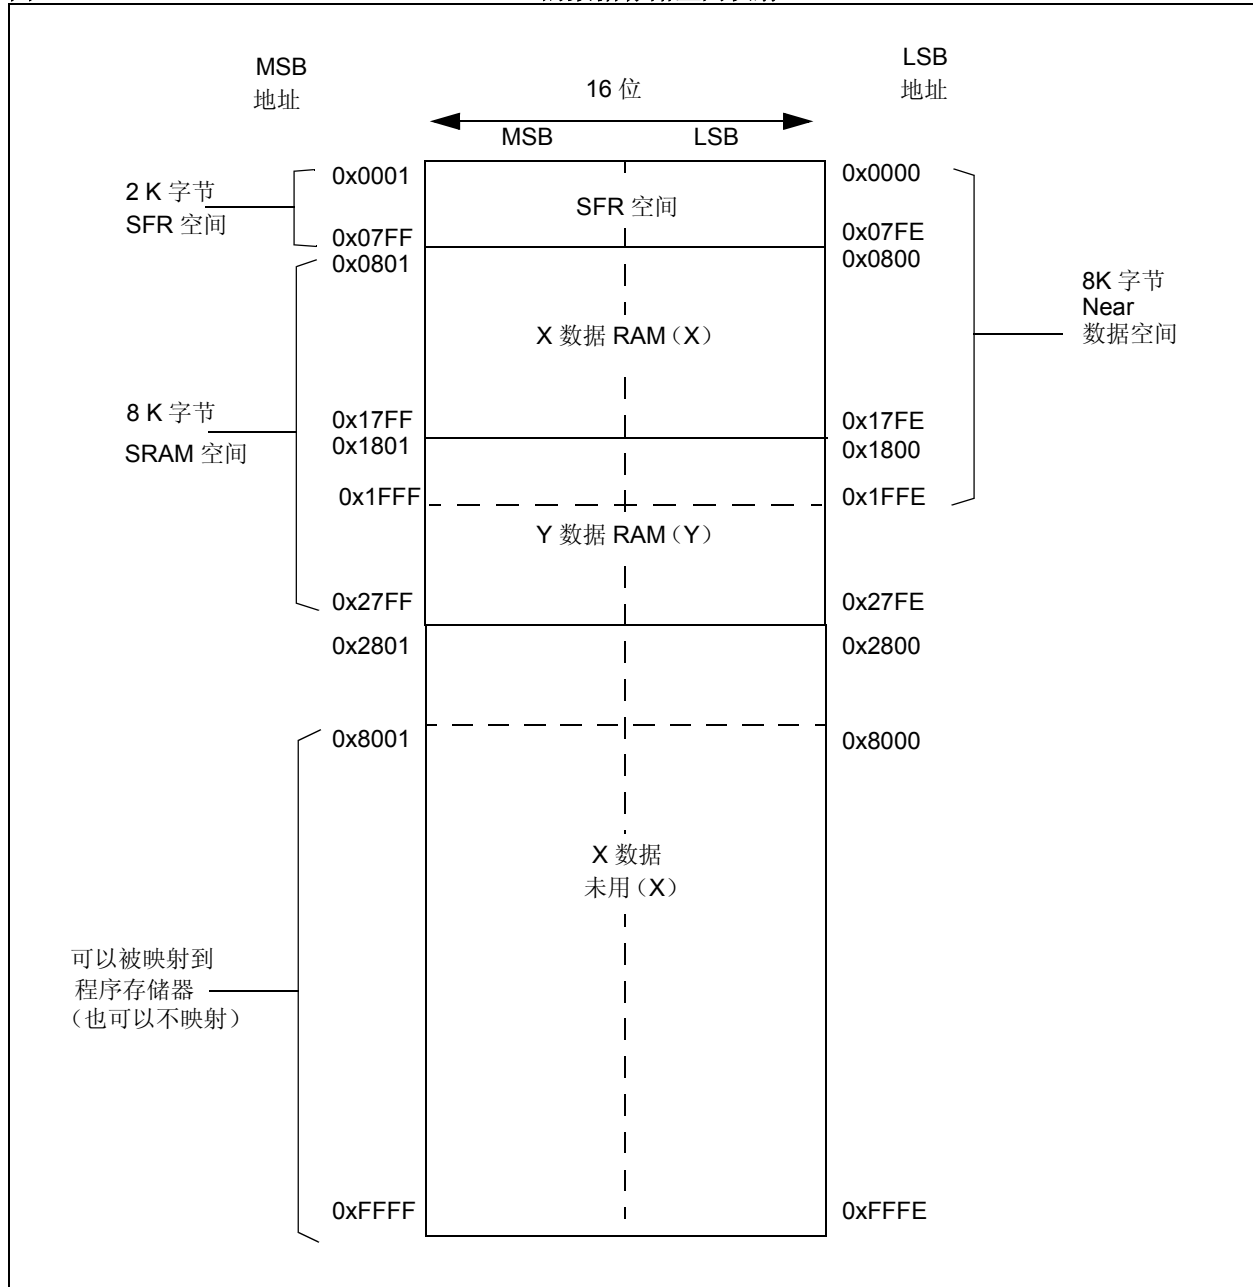 MSB
地址
16 位
LSB
地址
MSB
LSB
2 K 字节
SFR 空间
0x0001
0x0000
SFR 空间
0x07FF
0x07FE
0x0801
0x0800
8K 字节
Near
数据空间
X 数据 RAM（X）
8 K 字节
SRAM 空间
0x17FF
0x17FE
0x1801
0x1800
0x1FFF
0x1FFE
Y 数据 RAM（Y）
0x27FF
0x27FE
0x2801
0x2800
0x8001
0x8000
X 数据
未用（X）
可以被映射到
程序存储器
（也可以不映射）
0xFFFF
0xFFFE